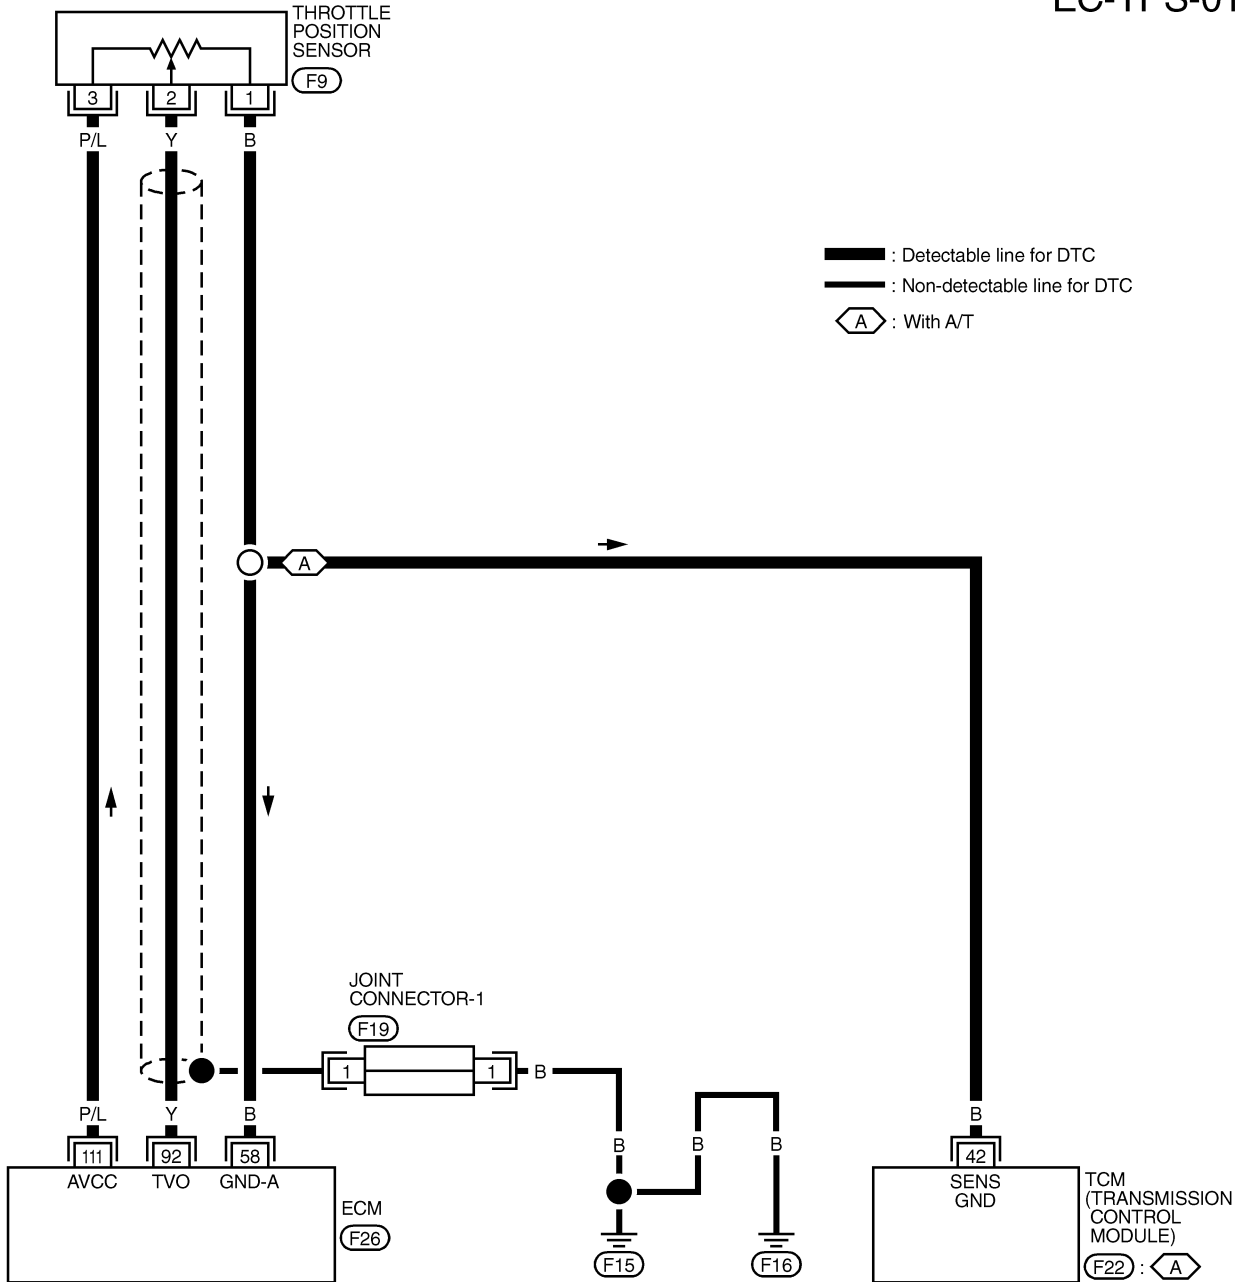 EC-TPS-01
THROTTLE
POSITION
SENSOR
F9
3 2 1
P/L Y B
: Detectable line for DTC
: Non-detectable line for DTC
A : With A/T
A
JOINT
CONNECTOR-1
F19
1 1 B
P/L Y B
B B B
B
111 92 58
AVCC TVO GND-A
ECM
F26
F15
F16
42
SENS
GND
TCM
(TRANSMISSION
CONTROL
MODULE)
F22 : A